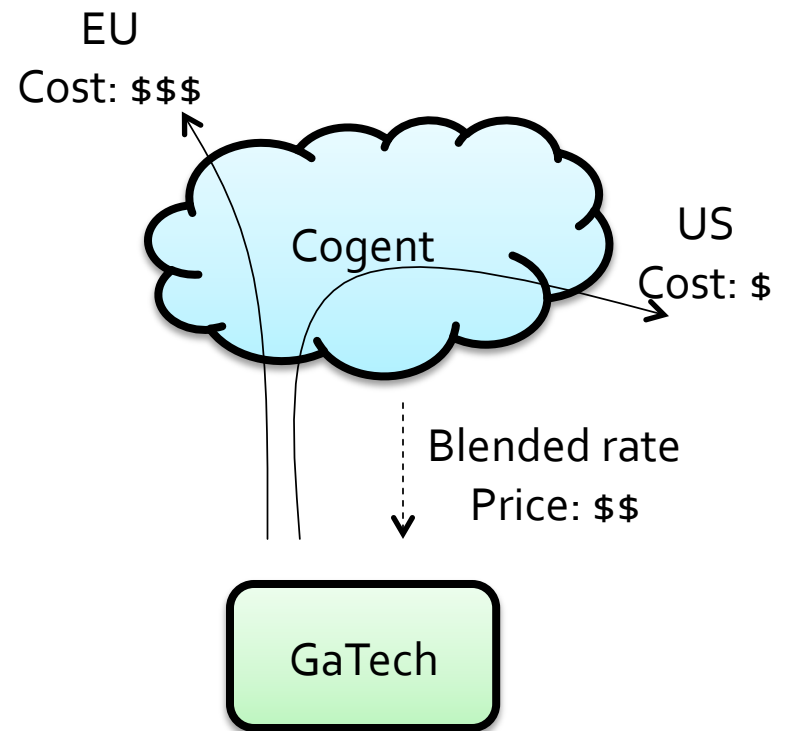 EU
Cost: $$$
Cogent
US
Cost: $
Blended rate
Price: $$
GaTech